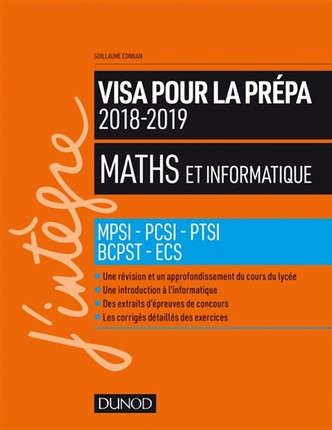 GUILLAUME CONNAN
VISA POUR LA PRÉPA
2018-2019
MATHS ET INFORMATIQUE
MPSI - PCSI - PTSI
BCPST - ECS
Une révision et un approfondissement du cours du lycée
Une introduction à l'informatique
Des extraits d'épreuves de concours
Les corrigés détaillés des exercices
j'intègre
DUNOD